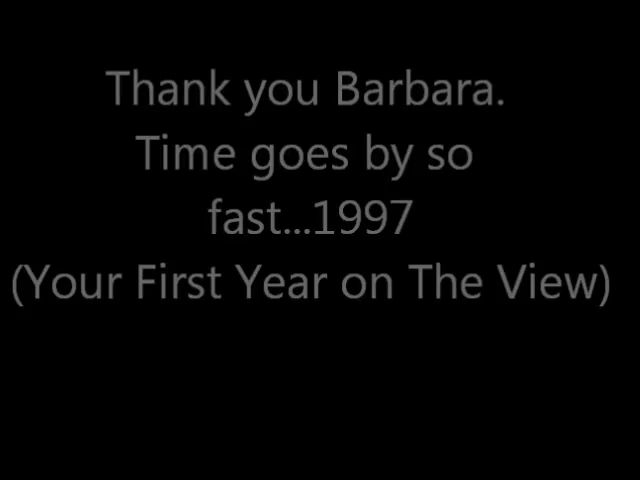 Thank you Barbara.
Time goes by so
fast...1997
(Your First Year on The View)